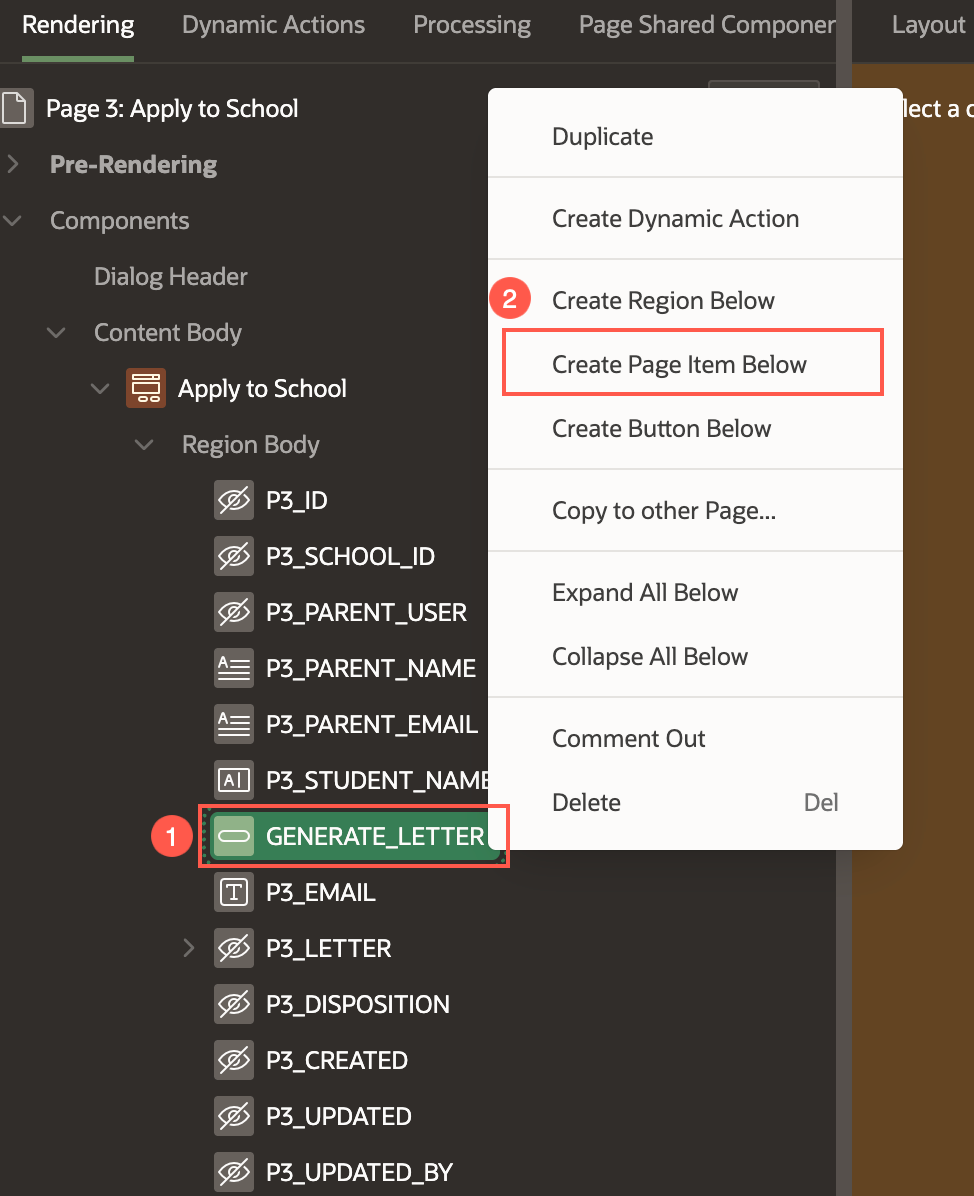 Rendering
Dynamic Actions
Processing
Page Shared Componen
Layout
Page 3: Apply to School
lect a
Pre-Rendering
Components
Dialog Header
Content Body
Apply to School
Region Body
P3_ID
P3_SCHOOL_ID
P3_PARENT_USER
P3_PARENT_NAME
P3_PARENT_EMAIL
P3_STUDENT_NAME
1
GENERATE_LETTER
P3_EMAIL
P3_LETTER
P3_DISPOSITION
P3_CREATED
P3_UPDATED
P3_UPDATED_BY
Duplicate
Create Dynamic Action
2
Create Region Below
Create Page Item Below
Create Button Below
Copy to other Page...
Expand All Below
Collapse All Below
Comment Out
Delete Del